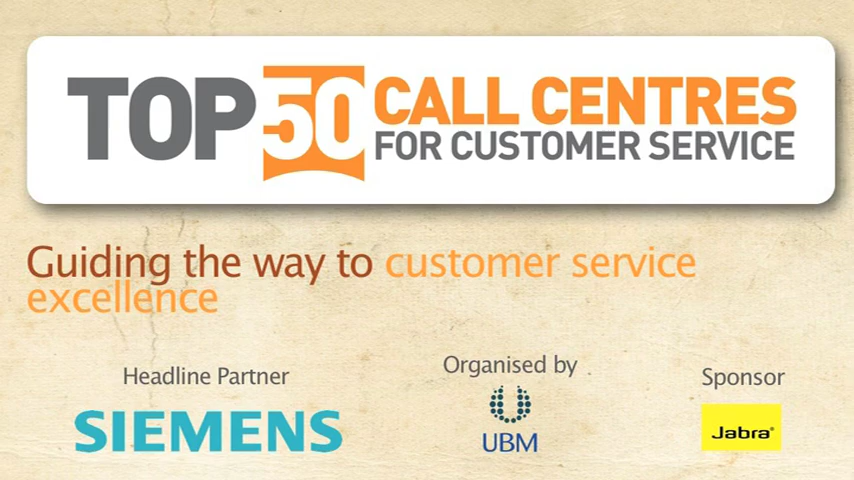 TOP 50 CALL CENTRES
FOR CUSTOMER SERVICE
Guiding the way to customer service
excellence
Headline Partner
SIEMENS
Organised by
UBM
Sponsor
Jabra®